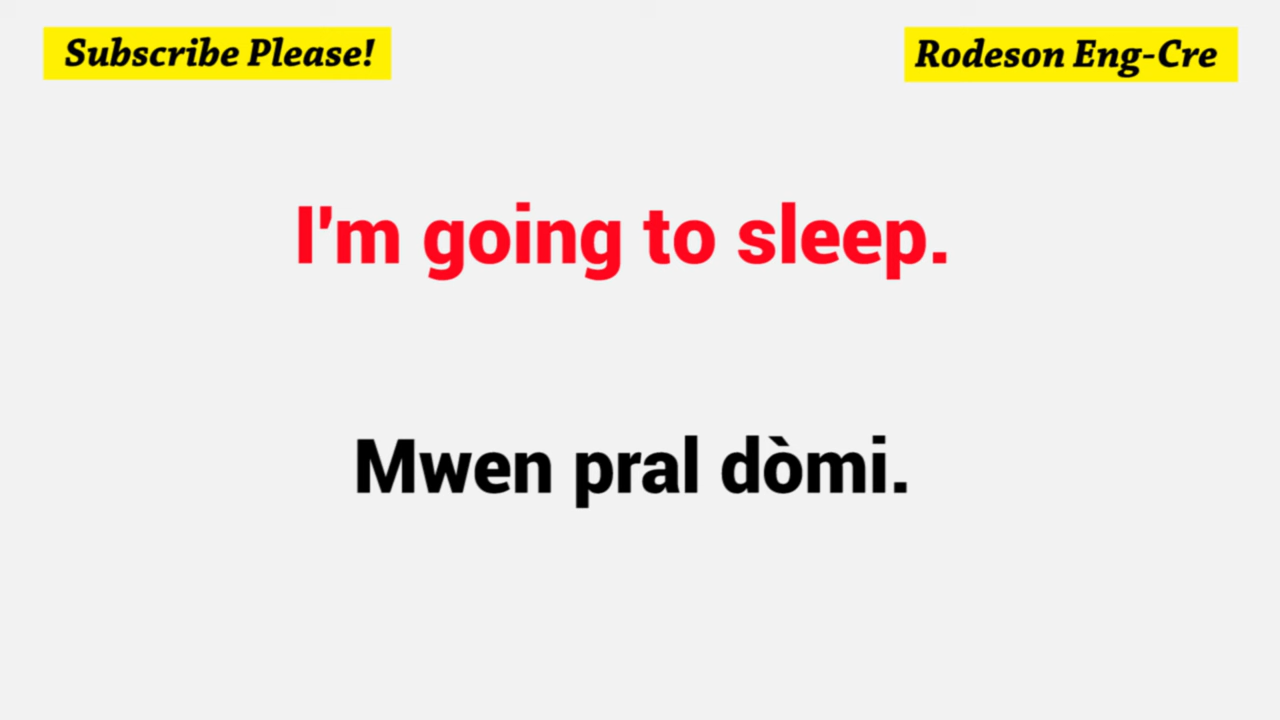 Subscribe Please!
Rodeson Eng-Cre
I'm going to sleep.
Mwen pral dòmi.